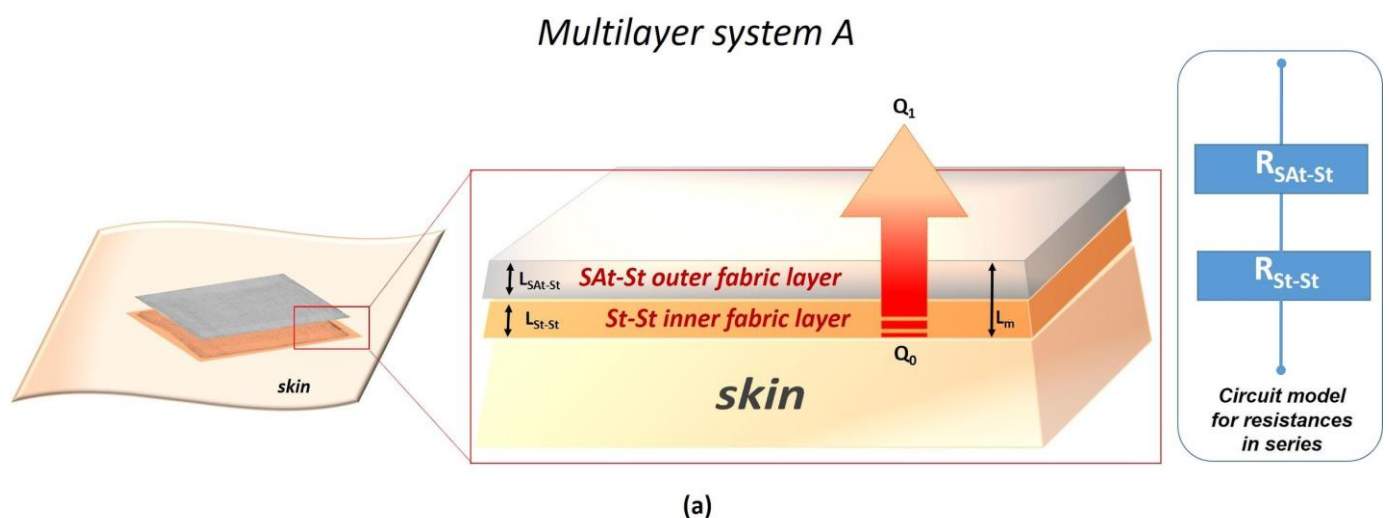 Multilayer system A
Q1
LSAt-St
SAt-St outer fabric layer
LSt-St
St-St inner fabric layer
Lm
Q0
skin
skin
RSAt-St
RSt-St
Circuit model
for resistances
in series
(a)